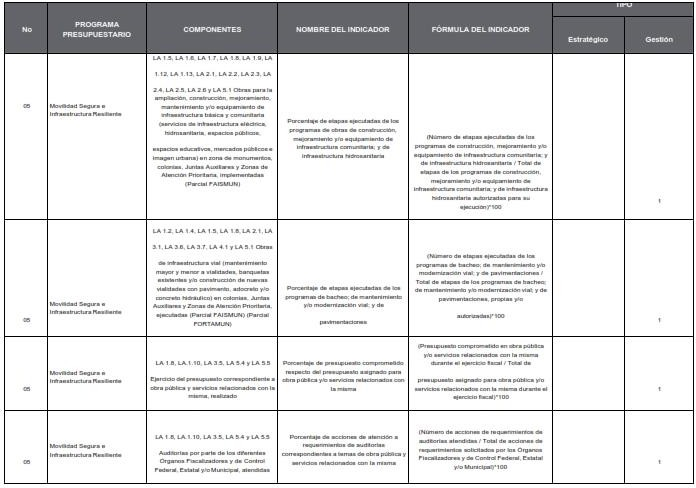 TIPO
No
PROGRAMA
PRESUPUESTARIO
COMPONENTES
NOMBRE DEL INDICADOR
FÓRMULA DEL INDICADOR
Estratégico
Gestión
05
Movilidad Segura e
Infraestructura Resiliente
LA 1.5, LA 1.6, LA 1.7, LA 1.8, LA 1.9, LA
1.12, LA 1.13, LA 2.1, LA 2.2, LA 2.3, LA
2.4, LA 2.5, LA 2.6 y LA 5.1 Obras para la
ampliación, construcción, mejoramiento,
mantenimiento y/o equipamiento de
infraestructura básica y comunitaria
(servicios de infraestructura eléctrica,
hidrosanitaria, espacios públicos,
espacios educativos, mercados públicos e
imagen urbana) en zona de monumentos,
colonias, Juntas Auxiliares y Zonas de
Atención Prioritaria, implementadas
(Parcial FAISMUN)
Porcentaje de etapas ejecutadas de los
programas de obras de construcción,
mejoramiento y/o equipamiento de
infraestructura comunitaria; y de
infraestructura hidrosanitaria
(Número de etapas ejecutadas de los
programas de construcción, mejoramiento y/o
equipamiento de infraestructura comunitaria; y
de infraestructura hidrosanitaria / Total de
etapas de los programas de construcción,
mejoramiento y/o equipamiento de
infraestructura comunitaria; y de infraestructura
hidrosanitaria autorizadas para su
ejecución)*100
1
05
Movilidad Segura e
Infraestructura Resiliente
LA 1.2, LA 1.4, LA 1.5, LA 1.8, LA 2.1, LA
3.1, LA 3.6, LA 3.7, LA 4.1 y LA 5.1 Obras
de infraestructura vial (mantenimiento
mayor y menor a vialidades, banquetas
existentes y/o construcción de nuevas
vialidades con pavimento, adocreto y/o
concreto hidráulico) en colonias, Juntas
Auxiliares y Zonas de Atención Prioritaria,
ejecutadas (Parcial FAISMUN) (Parcial
FORTAMUN)
Porcentaje de etapas ejecutadas de los
programas de bacheo; de mantenimiento
y/o modernización vial; y de
pavimentaciones
(Número de etapas ejecutadas de los
programas de bacheo; de mantenimiento y/o
modernización vial; y de pavimentaciones /
Total de etapas de los programas de bacheo;
de mantenimiento y/o modernización vial; y de
pavimentaciones, propias y/o
autorizadas)*100
1
05
Movilidad Segura e
Infraestructura Resiliente
LA 1.8, LA.1.10, LA 3.5, LA 5.4 y LA 5.5
Ejercicio del presupuesto correspondiente a
obra pública y servicios relacionados con la
misma, realizado
Porcentaje de presupuesto comprometido
respecto del presupuesto asignado para
obra pública y/o servicios relacionados con
la misma
(Presupuesto comprometido en obra pública
y/o servicios relacionados con la misma
durante el ejercicio fiscal / Total de
presupuesto asignado para obra pública y/o
servicios relacionados con la misma durante el
ejercicio fiscal)*100
1
05
Movilidad Segura e
Infraestructura Resiliente
LA 1.8, LA.1.10, LA 3.5, LA 5.4 y LA 5.5
Auditorías por parte de los diferentes
Órganos Fiscalizadores y de Control
Federal, Estatal y/o Municipal, atendidas
Porcentaje de acciones de atención a
requerimientos de auditorías
correspondientes a temas de obra pública y
servicios relacionados con la misma
(Número de acciones de requerimientos de
auditorías atendidas / Total de acciones de
requerimientos solicitados por los Órganos
Fiscalizadores y de Control Federal, Estatal
y/o Municipal)*100
1